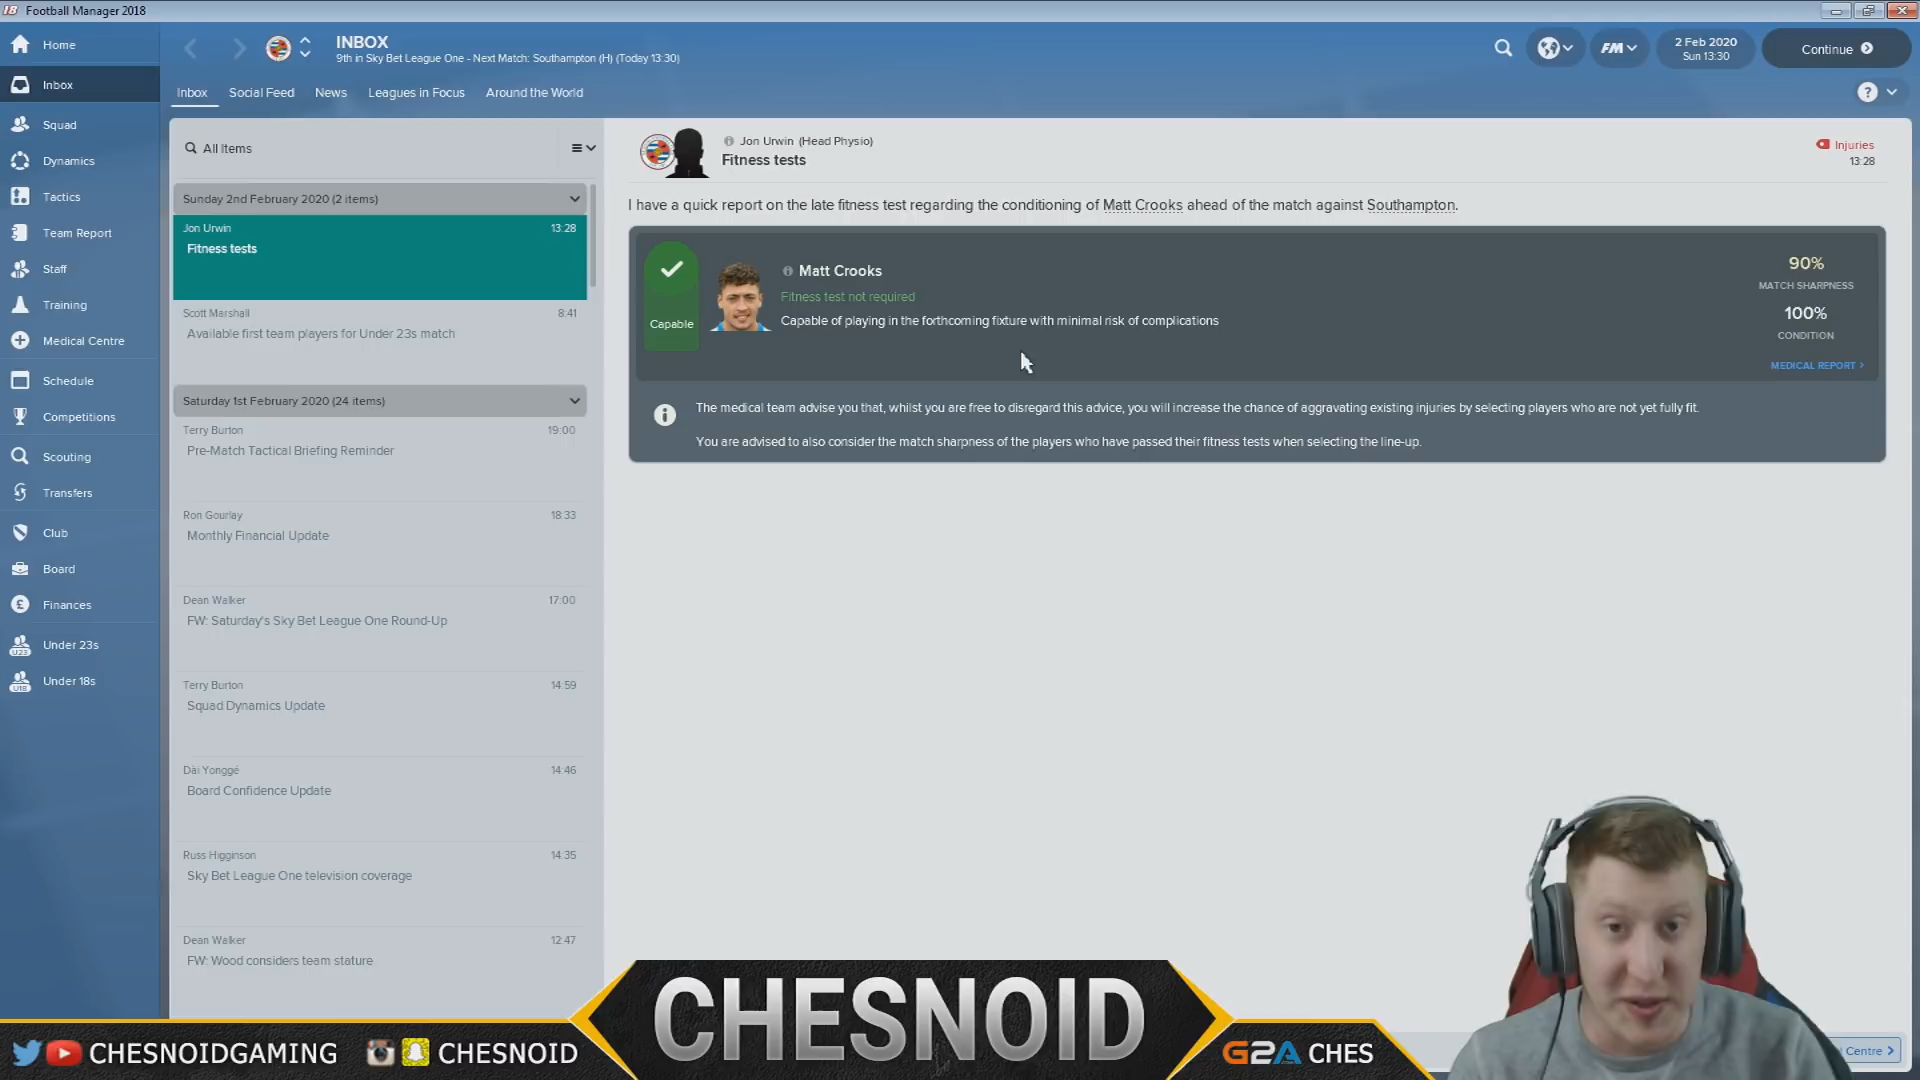 18 Football Manager 2018
Home
Inbox
Squad
Dynamics
Tactics
Team Report
Staff
Training
Medical Centre
Schedule
Competitions
Scouting
Transfers
Club
Board
Finances
Under 23s
Under 18s
INBOX
9th in Sky Bet League One - Next Match: Southampton (H) (Today 13:30)
FM
2 Feb 2020
Sun 13:30
Continue
Inbox Social Feed News Leagues in Focus Around the World
?
All Items
Sunday 2nd February 2020 (2 items)
Jon Urwin 13:28
Fitness tests
Scott Marshall 8:41
Available first team players for Under 23s match
Saturday 1st February 2020 (24 items)
Terry Burton 19:00
Pre-Match Tactical Briefing Reminder
Ron Gourlay 18:33
Monthly Financial Update
Dean Walker 17:00
FW: Saturday's Sky Bet League One Round-Up
Terry Burton 14:59
Squad Dynamics Update
Dai Yonggé 14:46
Board Confidence Update
Russ Higginson 14:35
Sky Bet League One television coverage
Dean Walker 12:47
FW: Wood considers team stature
Jon Urwin (Head Physio)
Fitness tests
Injuries
13:28
I have a quick report on the late fitness test regarding the conditioning of Matt Crooks ahead of the match against Southampton.
Capable
Matt Crooks
Fitness test not required
Capable of playing in the forthcoming fixture with minimal risk of complications
90%
MATCH SHARPNESS
100%
CONDITION
MEDICAL REPORT >
The medical team advise you that, whilst you are free to disregard this advice, you will increase the chance of aggravating existing injuries by selecting players who are not yet fully fit.
You are advised to also consider the match sharpness of the players who have passed their fitness tests when selecting the line-up.
CHESNOIDGAMING
CHESNOID
CHESNOID
G2A CHES
Centre >